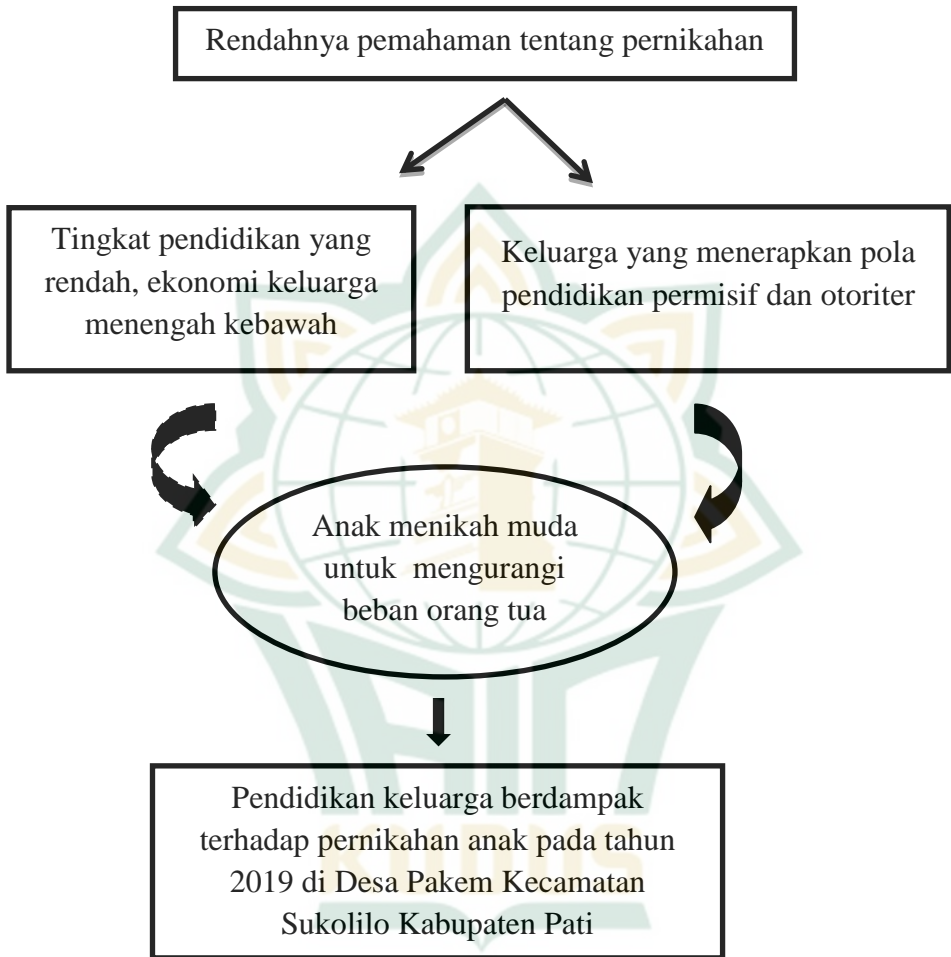 Rendahnya pemahaman tentang pernikahan
Tingkat pendidikan yang
rendah, ekonomi keluarga
menengah kebawah
Keluarga yang menerapkan pola
pendidikan permisif dan otoriter
Anak menikah muda
untuk mengurangi
beban orang tua
Pendidikan keluarga berdampak
terhadap pernikahan anak pada tahun
2019 di Desa Pakem Kecamatan
Sukolilo Kabupaten Pati
IAIN
KUDUS